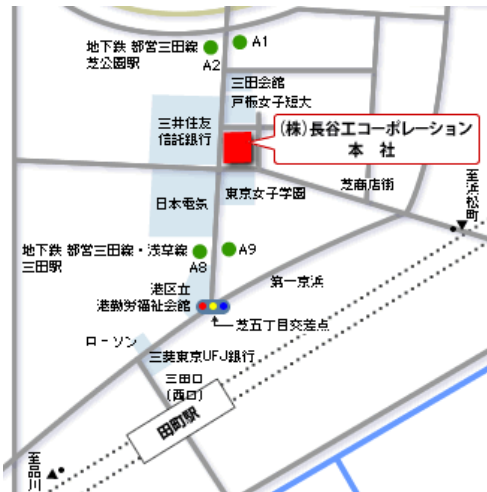 地下鉄 都営三田線
芝公園駅
A1
A2
三田会館
戸板女子短大
三井住友
信託銀行
(株)長谷工コーポレーション
本 社
芝商店街
至浜松町
東京女子学園
日本電気
地下鉄 都営三田線・浅草線
三田駅
A9
A8
港区立
港勤労福祉会館
第一京浜
芝五丁目交差点
ローソン
三菱東京UFJ銀行
三田口
(西口)
田町駅
至品川